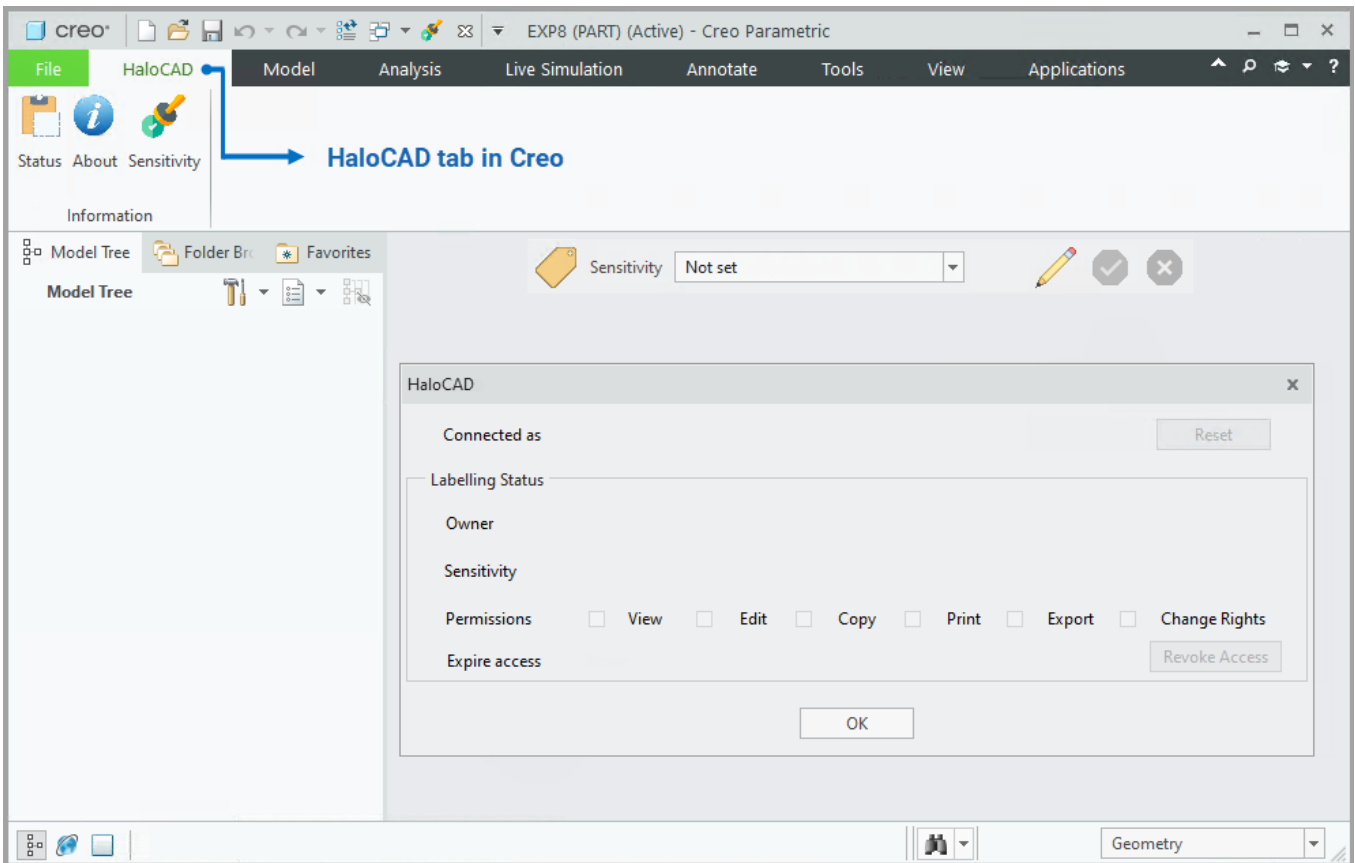 creo®
EXP8 (PART) (Active) - Creo Parametric
File HaloCAD Model Analysis Live Simulation Annotate Tools View Applications
Status About Sensitivity
HaloCAD tab in Creo
Information
Model Tree Folder Br Favorites
Sensitivity Not set
Model Tree
HaloCAD
Connected as Reset
Labelling Status
Owner
Sensitivity
Permissions View Edit Copy Print Export Change Rights
Expire access Revoke Access
OK
Geometry